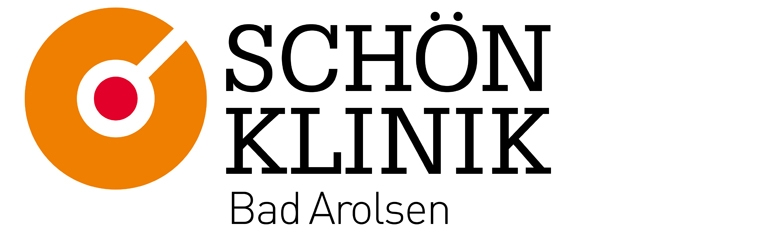 SCHÖN
KLINIK
Bad Arolsen